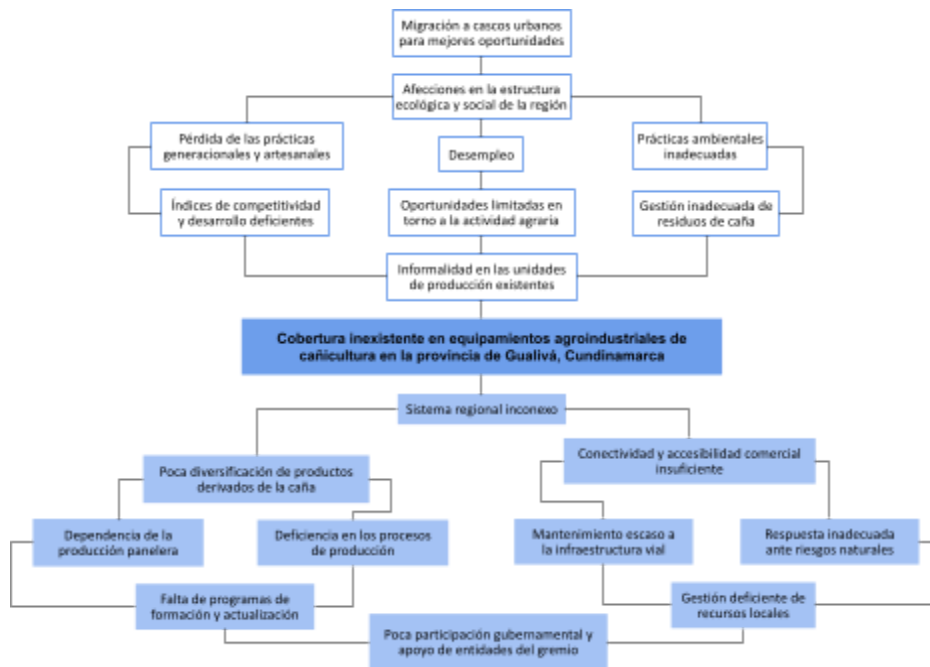 Migración a cascos urbanos
para mejores oportunidades
Afecciones en la estructura
ecológica y social de la región
Pérdida de las prácticas
generacionales y artesanales
Desempleo
Prácticas ambientales
inadecuadas
Índices de competitividad
y desarrollo deficientes
Oportunidades limitadas en
torno a la actividad agraria
Gestión inadecuada de
residuos de caña
Informalidad en las unidades
de producción existentes
Cobertura inexistente en equipamientos agroindustriales de
cañicultura en la provincia de Gualivá, Cundinamarca
Sistema regional inconexo
Poca diversificación de productos
derivados de la caña
Conectividad y accesibilidad comercial
insuficiente
Dependencia de la
producción panelera
Deficiencia en los procesos
de producción
Mantenimiento escaso a
la infraestructura vial
Respuesta inadecuada
ante riesgos naturales
Falta de programas de
formación y actualización
Gestión deficiente de
recursos locales
Poca participación gubernamental y
apoyo de entidades del gremio